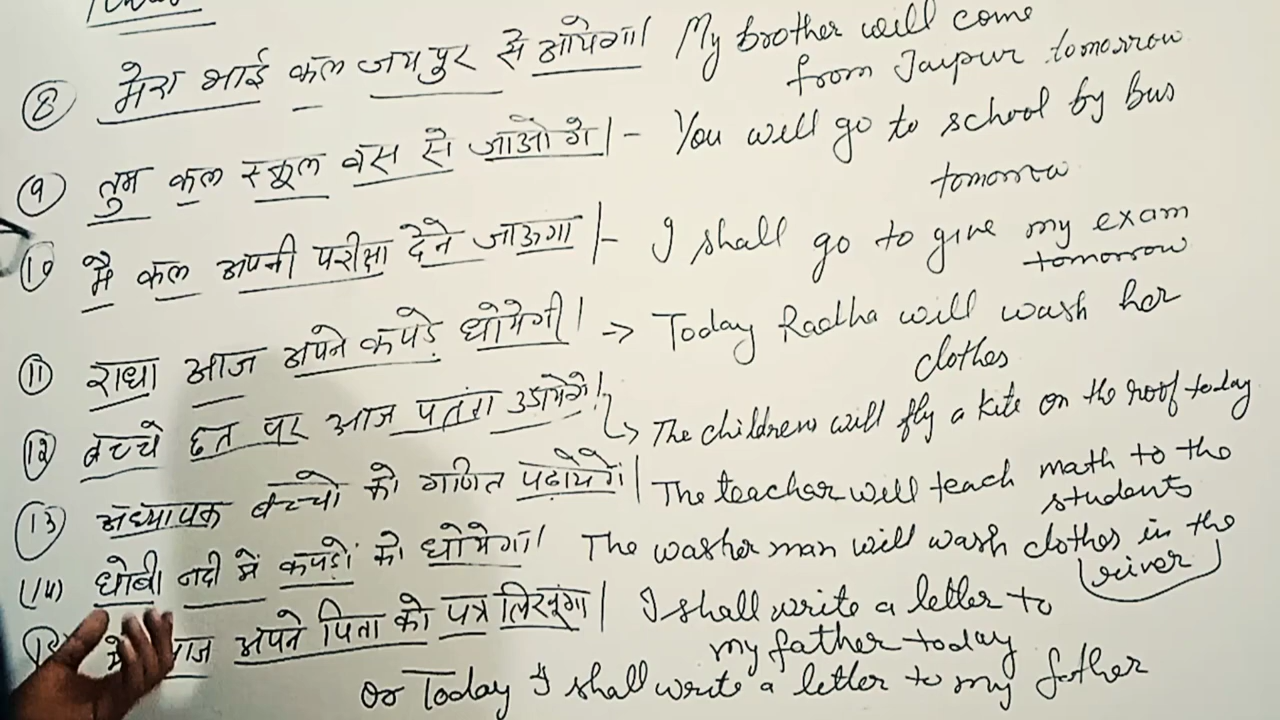 ⑧ मेरा भाई कल जयपुर से आयेगा। My brother will come
from Jaipur tomorrow
⑨ तुम कल स्कूल बस से जाओगे। - You will go to school by bus
tomorrow
⑩ मै कल अपनी परीक्षा देने जाऊगा |- I shall go to give my exam
tomorrow
⑪ राधा आज अपने कपड़े धोयेगी। → Today Radha will wash her
clothes
⑫ बच्चे छत पर आज पतंग उडायेगे। → The children will fly a kite on the roof today
⑬ अध्यापक बच्चो को गणित पढ़ायेगे। The teacher will teach math to the
students
(14) धोबी नदी में कपड़ों को धोयेगा। The washer man will wash clothes in the
river
आज अपने पिता को पत्र लिखूंगा | I shall write a letter to
my father today
or Today I shall write a letter to my father